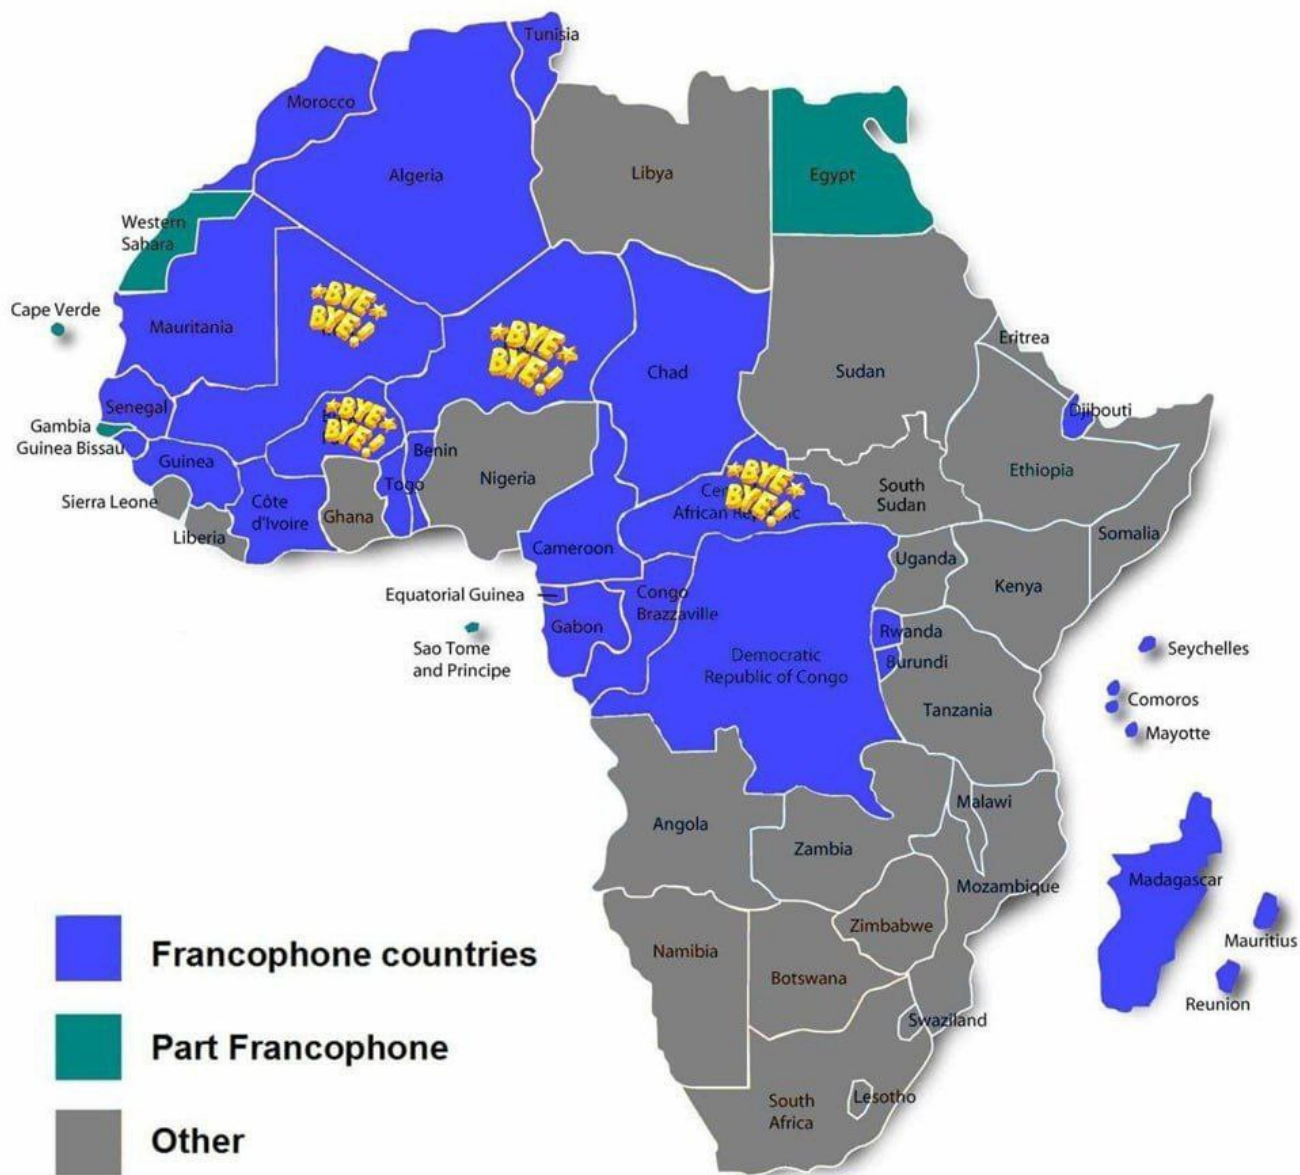 Tunisia
Morocco
Algeria
Libya
Egypt
Western
Sahara
Cape Verde
Mauritania
BYE
BYE!
BYE
BYE!
Chad
Sudan
Eritrea
Senegal
Gambia
Guinea Bissau
Guinea
BYE
BYE!
Benin
Nigeria
Togo
Djibouti
Ethiopia
Sierra Leone
Côte
d'Ivoire
Ghana
Liberia
BYE
BYE!
African
South
Sudan
Somalia
Cameroon
Uganda
Kenya
Equatorial Guinea
Congo
Brazzaville
Gabon
Rwanda
Sao Tome
and Principe
Democratic
Republic of Congo
Burundi
Seychelles
Tanzania
Comoros
Mayotte
Malawi
Angola
Zambia
Mozambique
Madagascar
Zimbabwe
Mauritius
Namibia
Botswana
Reunion
Swaziland
South
Africa
Lesotho
Francophone countries
Part Francophone
Other